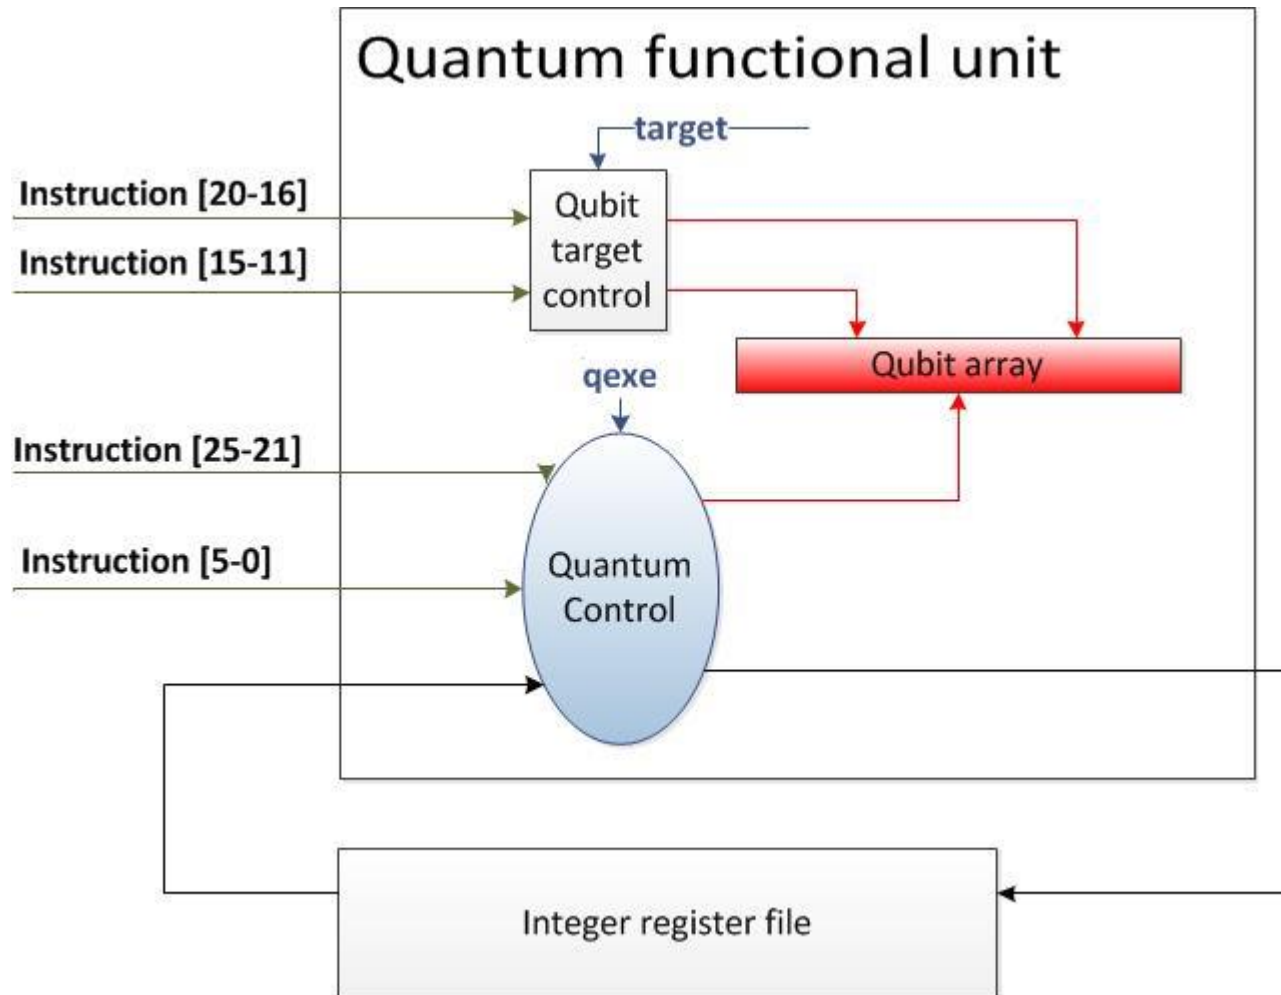 Quantum functional unit
target
Instruction [20-16]
Qubit
target
control
Instruction [15-11]
Qubit array
qexe
Instruction [25-21]
Instruction [5-0]
Quantum
Control
Integer register file